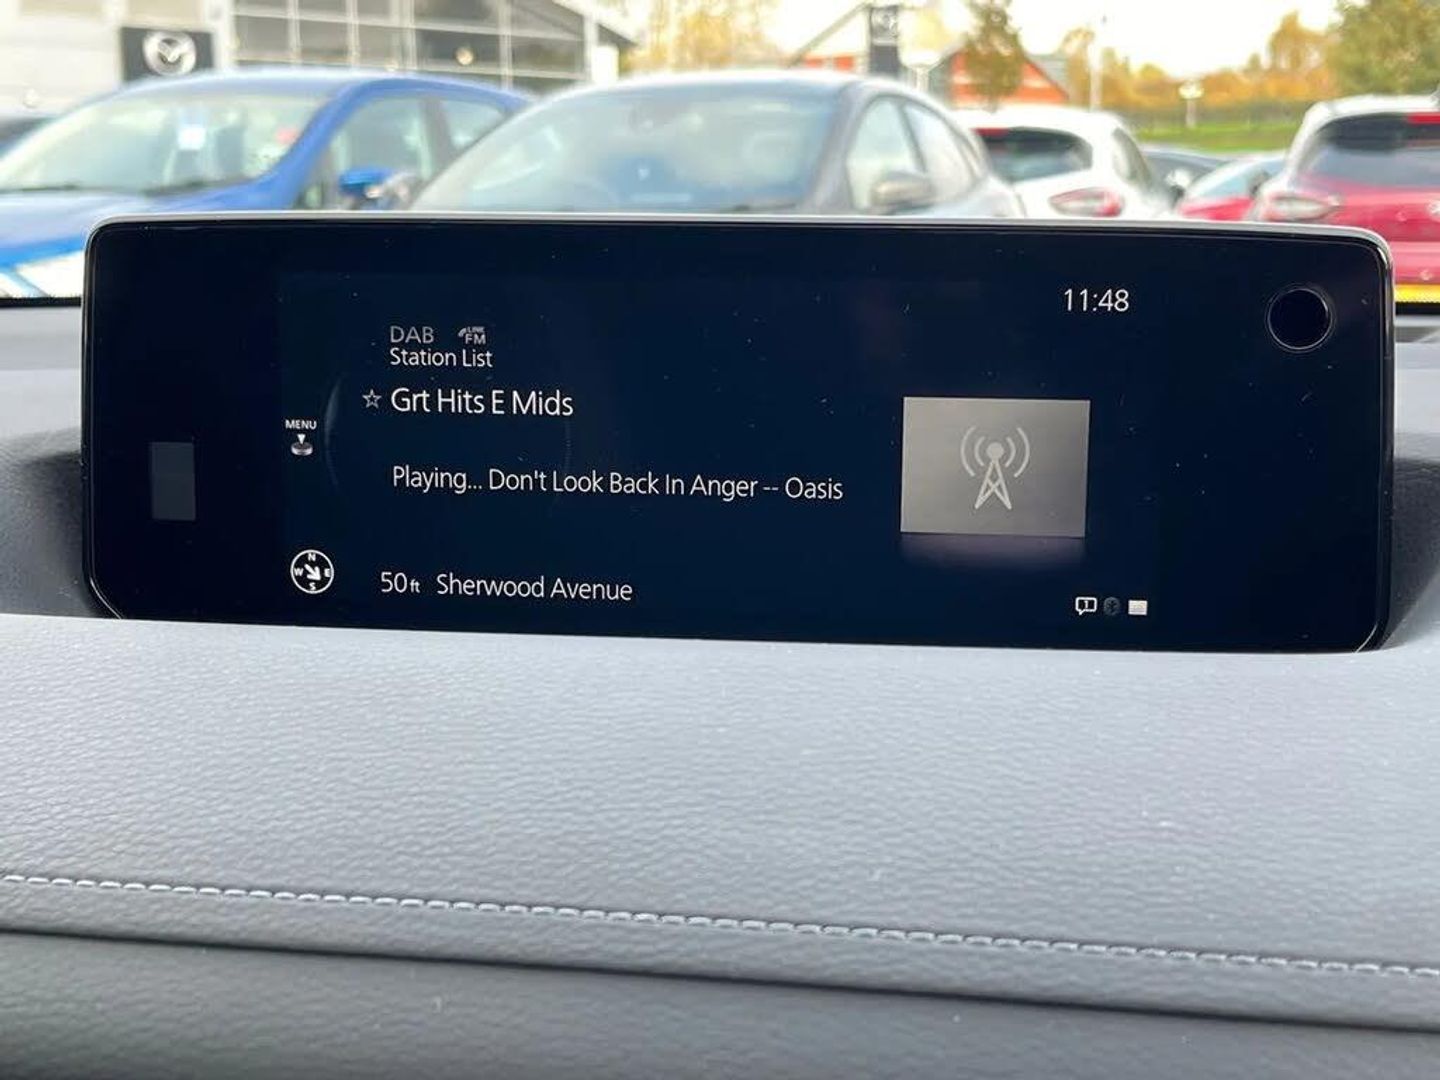 11:48
DAB LINK FM
Station List
☆ Grt Hits E Mids
MENU
Playing... Don't Look Back In Anger -- Oasis
N
W E
S
50ft Sherwood Avenue
1